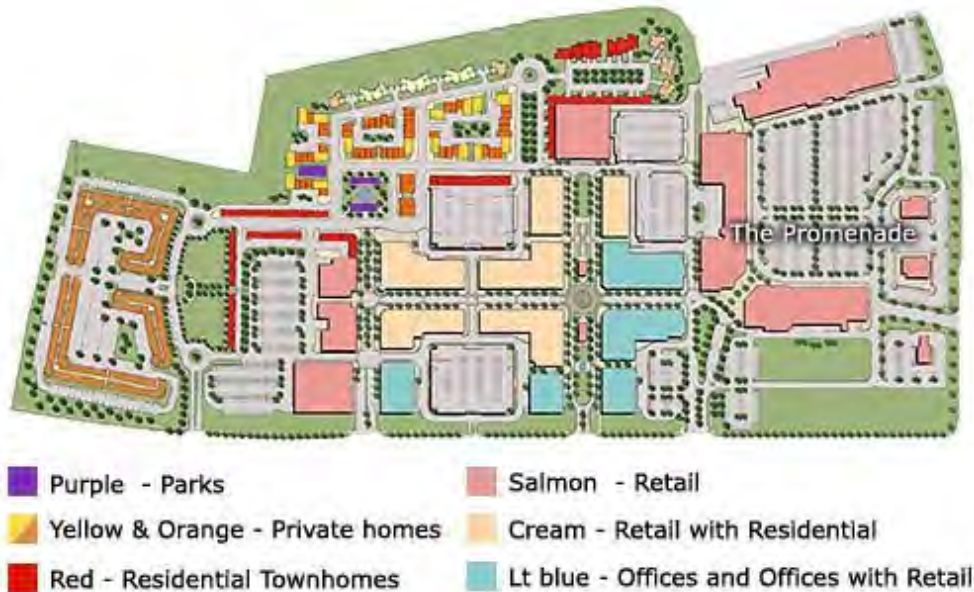 The Promenade
Purple - Parks
Salmon - Retail
Yellow & Orange - Private homes
Cream - Retail with Residential
Red - Residential Townhomes
Lt blue - Offices and Offices with Retail